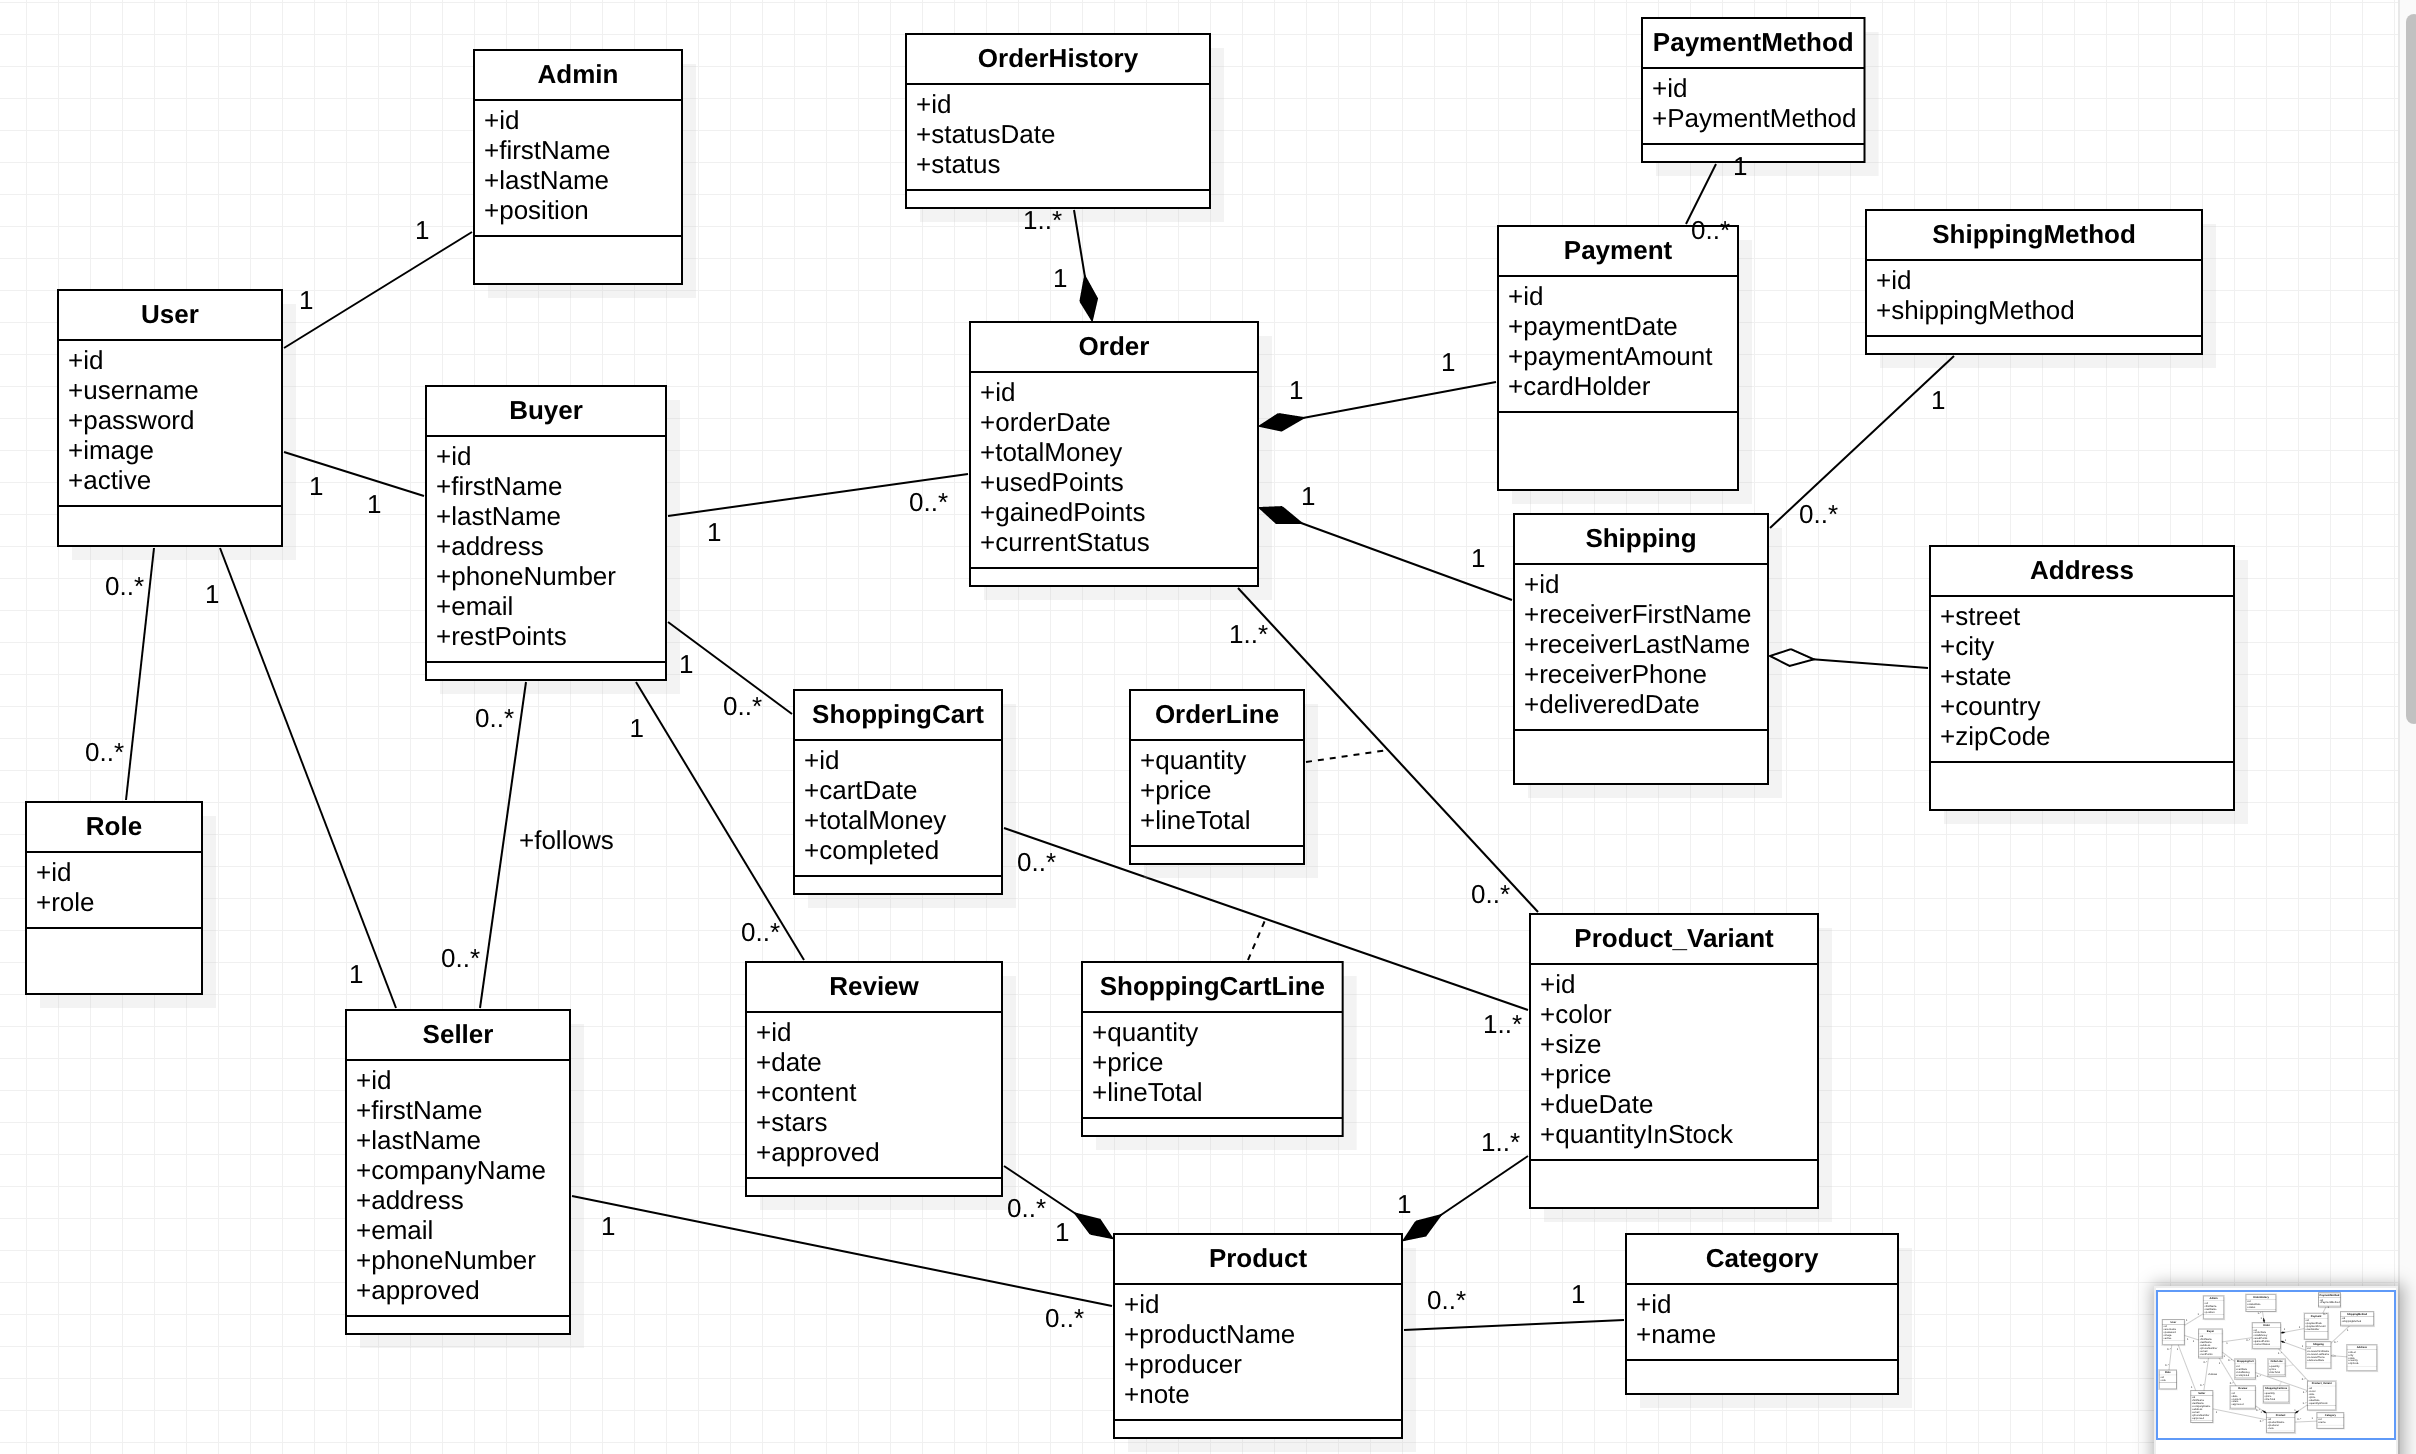 PaymentMethod
+id
+PaymentMethod
1
OrderHistory
+id
+statusDate
+status
1..*
1
Admin
+id
+firstName
+lastName
+position
1
1
0..*
Payment
+id
+paymentDate
+paymentAmount
+cardHolder
1
1
ShippingMethod
+id
+shippingMethod
1
0..*
User
+id
+username
+password
+image
+active
1
1
0..*
1
Buyer
+id
+firstName
+lastName
+address
+phoneNumber
+email
+restPoints
1
0..*
Order
+id
+orderDate
+totalMoney
+usedPoints
+gainedPoints
+currentStatus
1
1
1..*
Shipping
+id
+receiverFirstName
+receiverLastName
+receiverPhone
+deliveredDate
Address
+street
+city
+state
+country
+zipCode
1
0..*
0..*
1
0..*
ShoppingCart
+id
+cartDate
+totalMoney
+completed
0..*
OrderLine
+quantity
+price
+lineTotal
0..*
Role
+id
+role
+follows
0..*
1
0..*
Product_Variant
+id
+color
+size
+price
+dueDate
+quantityInStock
1..*
1..*
1
Seller
+id
+firstName
+lastName
+companyName
+address
+email
+phoneNumber
+approved
1
0..*
Review
+id
+date
+content
+stars
+approved
0..*
1
ShoppingCartLine
+quantity
+price
+lineTotal
Product
+id
+productName
+producer
+note
0..*
1
Category
+id
+name